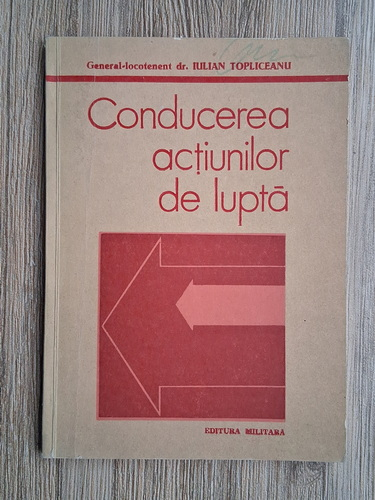 General-locotenent dr. IULIAN TOPLICEANU
Conducerea
acțiunilor
de luptă
EDITURA MILITARĂ